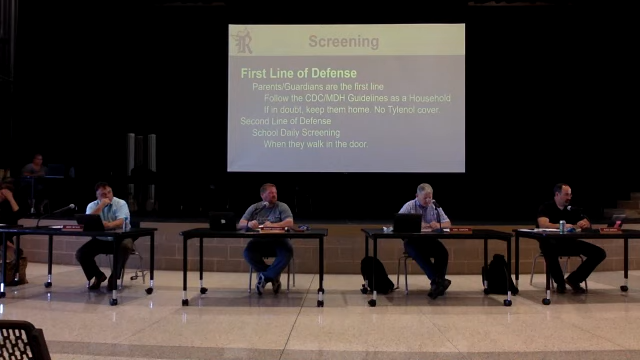 R
Screening
First Line of Defense
Parents/Guardians are the first line
Follow the CDC/MDH Guidelines as a Household
If in doubt, keep them home. No Tylenol cover.
Second Line of Defense
School Daily Screening
When they walk in the door.